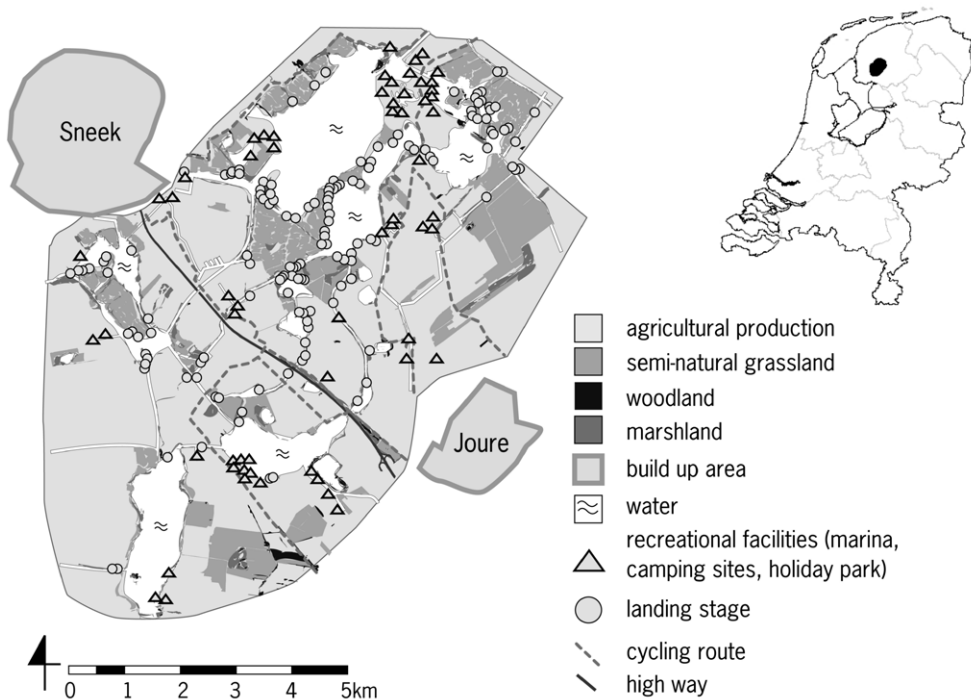 Sneek
Joure
agricultural production
semi-natural grassland
woodland
marshland
build up area
water
recreational facilities (marina,
camping sites, holiday park)
landing stage
cycling route
high way
0 1 2 3 4 5km